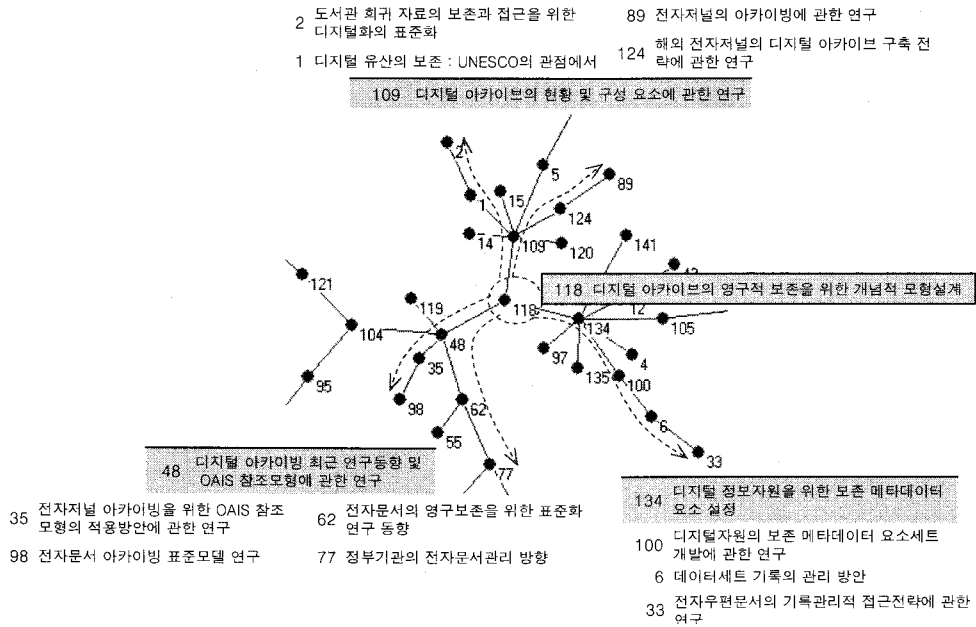 2 도서관 희귀 자료의 보존과 접근을 위한
디지털화의 표준화
1 디지털 유산의 보존 : UNESCO의 관점에서
89 전자저널의 아카이빙에 관한 연구
124 해외 전자저널의 디지털 아카이브 구축 전
략에 관한 연구
109 디지털 아카이브의 현황 및 구성 요소에 관한 연구
2
5
89
1
15
124
14
109
120
141
121
118 디지털 아카이브의 영구적 보존을 위한 개념적 모형설계
119
118
12
104
48
134
105
35
97
4
95
135
100
98
62
6
55
77
33
48 디지털 아카이빙 최근 연구동향 및
OAIS 참조모형에 관한 연구
35 전자저널 아카이빙을 위한 OAIS 참조
모형의 적용방안에 관한 연구
98 전자문서 아카이빙 표준모델 연구
62 전자문서의 영구보존을 위한 표준화
연구 동향
77 정부기관의 전자문서관리 방향
134 디지털 정보자원을 위한 보존 메타데이터
요소 설정
100 디지털자원의 보존 메타데이터 요소세트
개발에 관한 연구
6 데이터세트 기록의 관리 방안
33 전자우편문서의 기록관리적 접근전략에 관한
연구